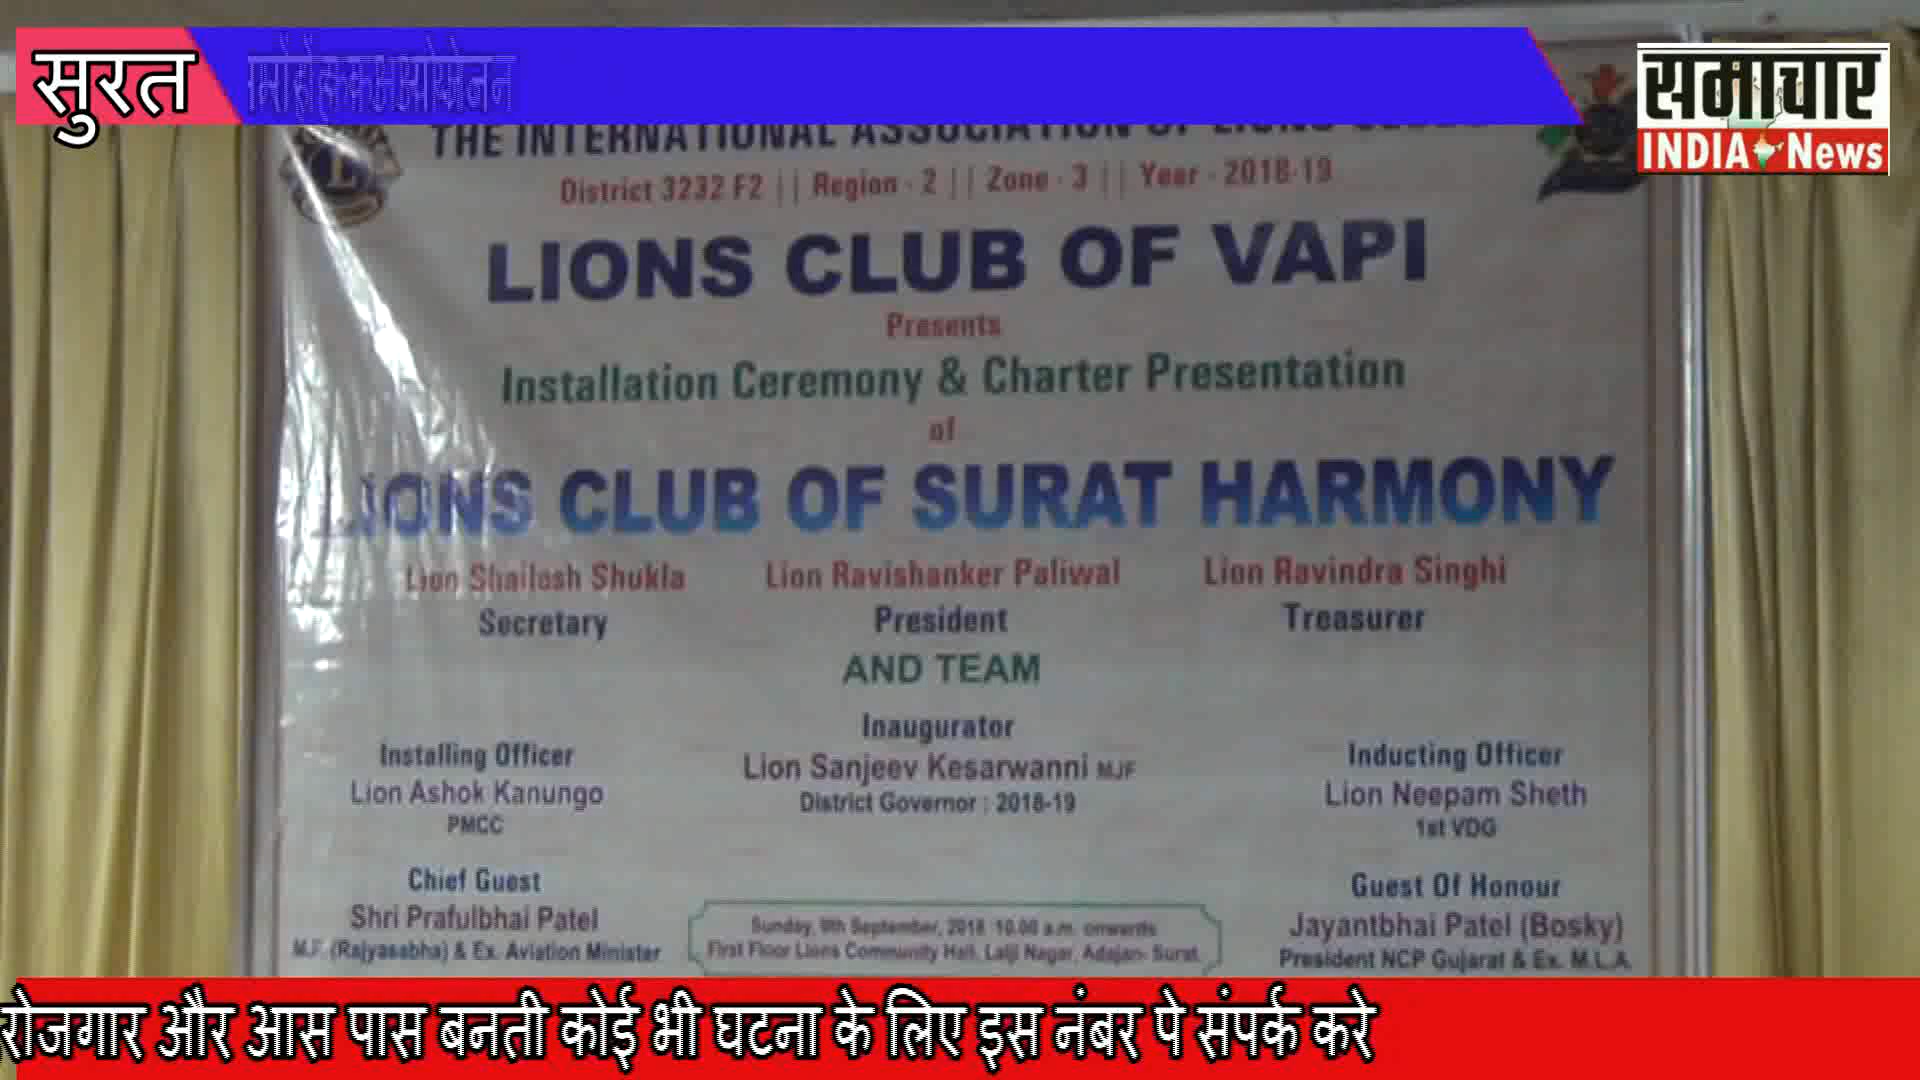 सुरत
समाचार
INDIA News
THE INTERNATIONAL ASSOCIATION OF LIONS
District 3232 F2 || Region - 2 || Zone - 3 || Year - 2018-19
LIONS CLUB OF VAPI
Presents
Installation Ceremony & Charter Presentation
of
LIONS CLUB OF SURAT HARMONY
Lion Shailesh Shukla Lion Ravishanker Paliwal Lion Ravindra Singhi
Secretary President Treasurer
AND TEAM
Inaugurator
Lion Sanjeev Kesarwanni MJF
District Governor : 2018-19
Installing Officer
Lion Ashok Kanungo
PMCC
Inducting Officer
Lion Neepam Sheth
1st VDG
Chief Guest
Shri Prafulbhai Patel
M.F. (Rajyasabha) & Ex. Aviation Minister
Sunday, 9th September, 2018 10.00 a.m. onwards
First Floor Lions Community Hall, Lalji Nagar, Adajan- Surat
Guest Of Honour
Jayantbhai Patel (Bosky)
President NCP Gujarat & Ex. M.L.A.
रोजगार और आस पास बनती कोई भी घटना के लिए इस नंबर पे संपर्क करे